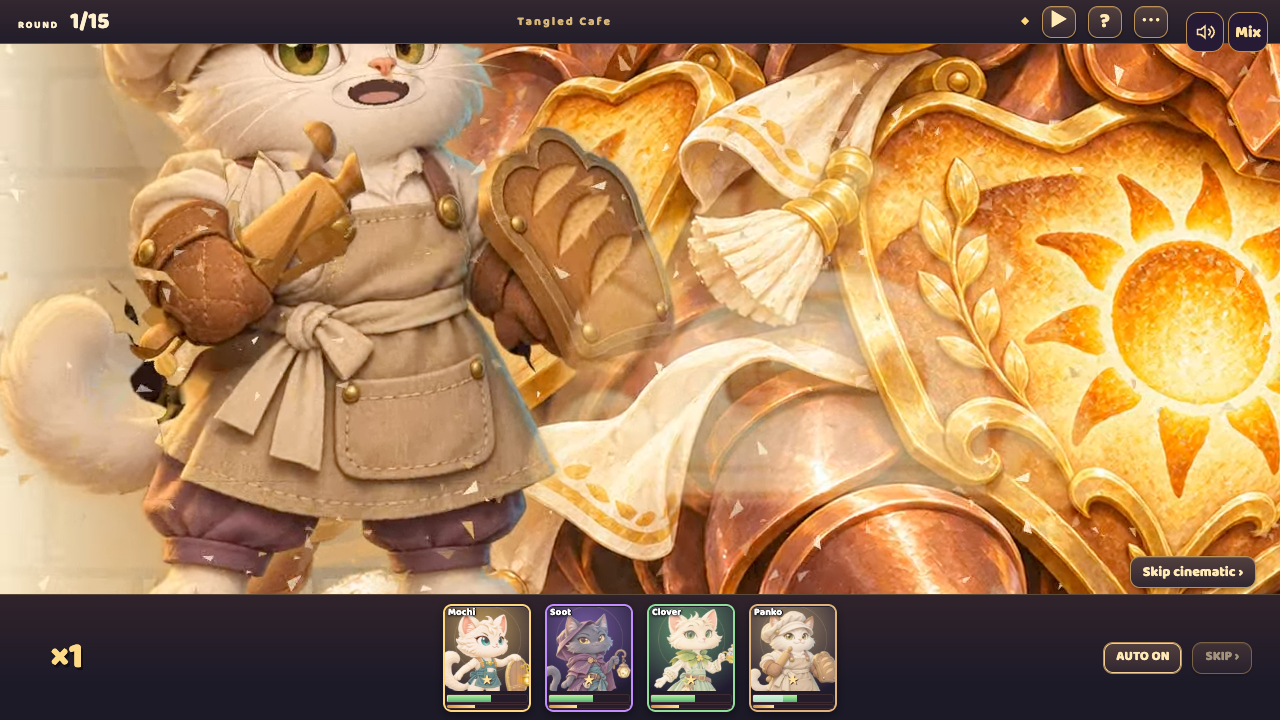 ROUND 1/15
Tangled Cafe
?
Mix
Skip cinematic ›
×1
Mochi
Soot
Clover
Panko
AUTO ON
SKIP ›